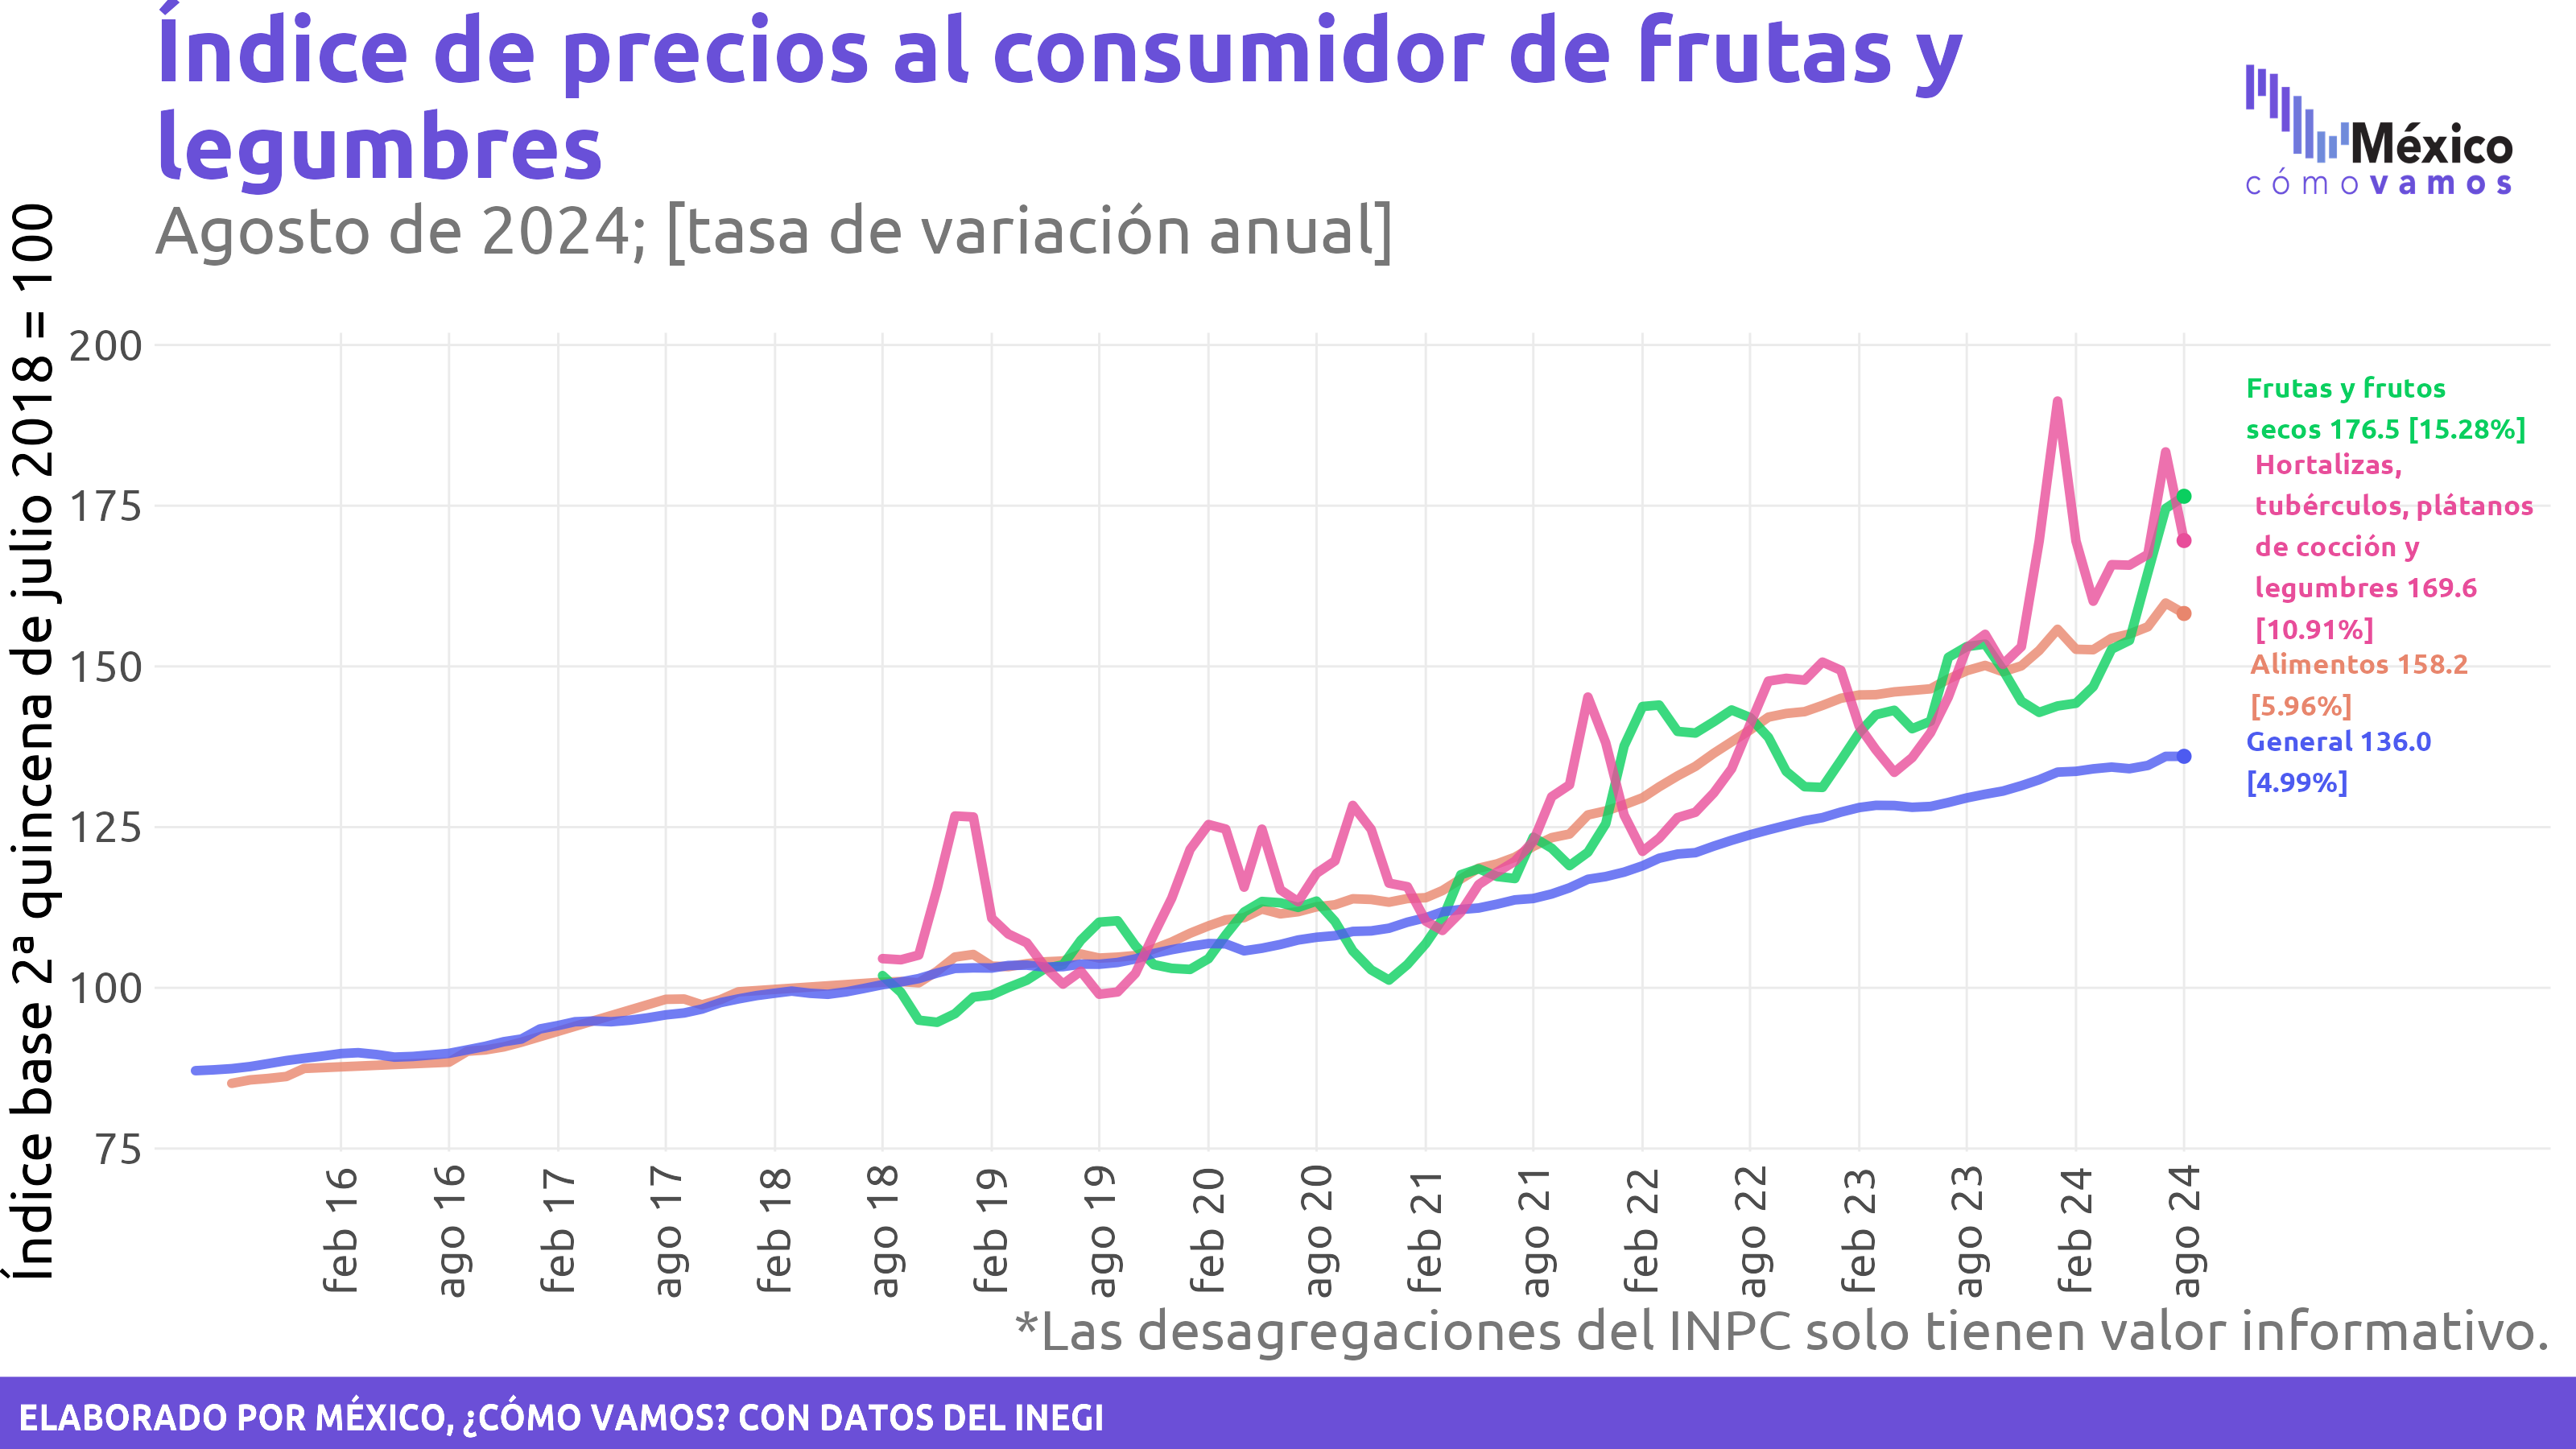 Índice de precios al consumidor de frutas y
legumbres
Agosto de 2024; [tasa de variación anual]
México
cómo vamos
Índice base 2ª quincena de julio 2018 = 100
200
175
150
125
100
75
Frutas y frutos
secos 176.5 [15.28%]
Hortalizas,
tubérculos, plátanos
de cocción y
legumbres 169.6
[10.91%]
Alimentos 158.2
[5.96%]
General 136.0
[4.99%]
feb 16
ago 16
feb 17
ago 17
feb 18
ago 18
feb 19
ago 19
feb 20
ago 20
feb 21
ago 21
feb 22
ago 22
feb 23
ago 23
feb 24
ago 24
*Las desagregaciones del INPC solo tienen valor informativo.
ELABORADO POR MÉXICO, ¿CÓMO VAMOS? CON DATOS DEL INEGI